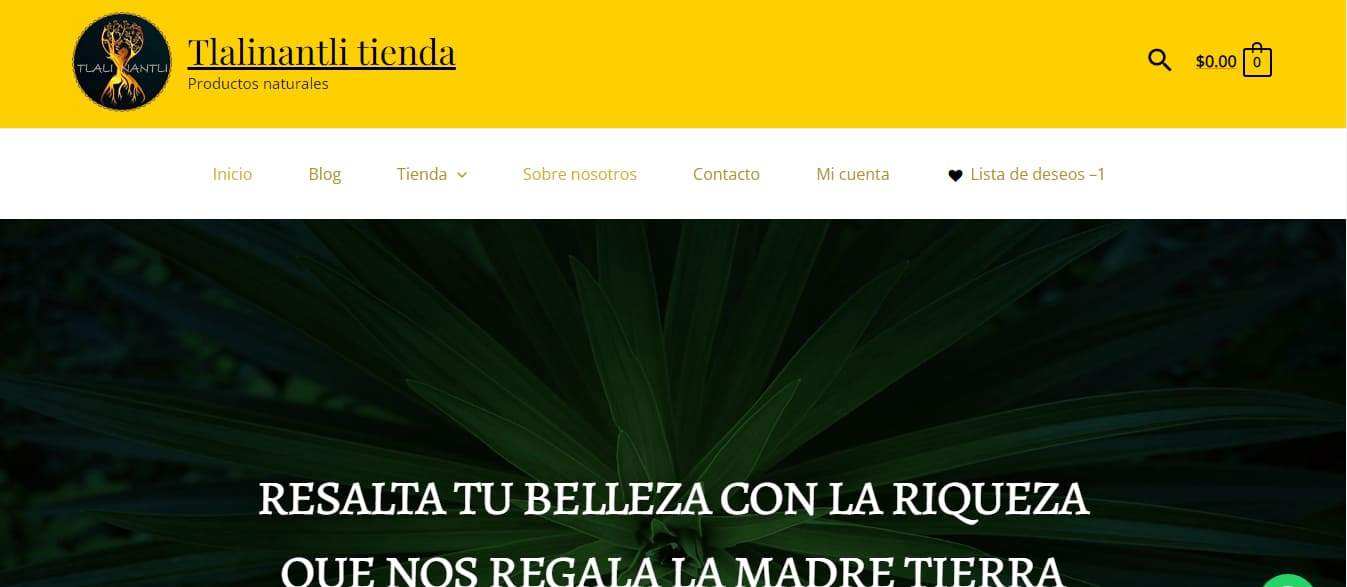 TLALINANTLI
Tlalinantli tienda
Productos naturales
$0.00
0
Inicio
Blog
Tienda
Sobre nosotros
Contacto
Mi cuenta
Lista de deseos –1
RESALTA TU BELLEZA CON LA RIQUEZA
QUE NOS REGALA LA MADRE TIERRA